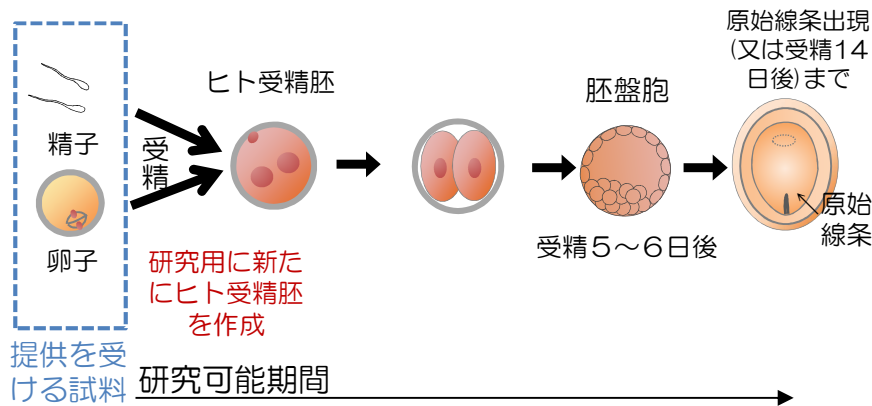 精子
卵子
提供を受
ける試料
受精
ヒト受精胚
研究用に新た
にヒト受精胚
を作成
胚盤胞
受精５～６日後
原始線条出現
(又は受精14
日後)まで
原始
線条
研究可能期間